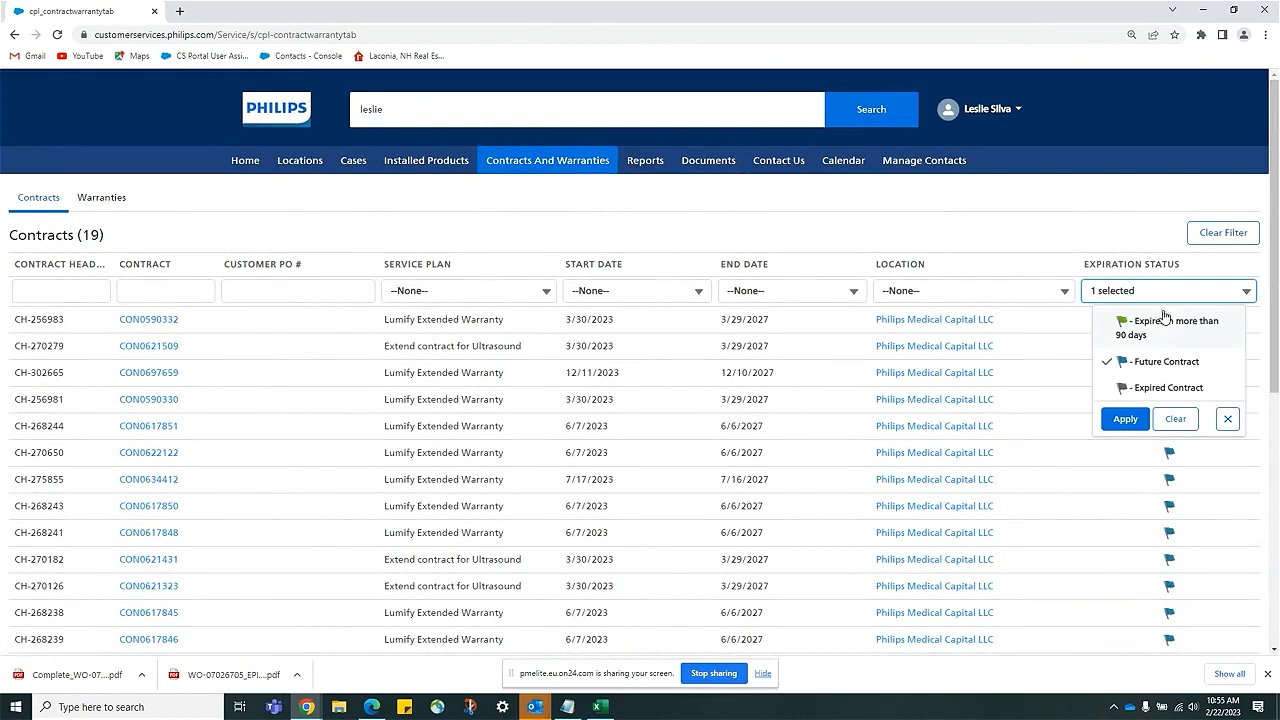 cpl_contractwarrantytab
customerservices.philips.com/Service/s/cpl-contractwarrantytab
Gmail YouTube Maps CS Portal User Assi... Contacts - Console Laconia, NH Real Es...
PHILIPS leslie Search Leslie Silva
Home Locations Cases Installed Products Contracts And Warranties Reports Documents Contact Us Calendar Manage Contacts
Contracts Warranties
Contracts (19) Clear Filter
CONTRACT HEAD... CONTRACT CUSTOMER PO # SERVICE PLAN START DATE END DATE LOCATION EXPIRATION STATUS
--None-- --None-- --None-- --None-- 1 selected
CH-256983 CON0590332 Lumify Extended Warranty 3/30/2023 3/29/2027 Philips Medical Capital LLC
CH-270279 CON0621509 Extend contract for Ultrasound 3/30/2023 3/29/2027 Philips Medical Capital LLC
CH-302665 CON0697659 Lumify Extended Warranty 12/11/2023 12/10/2027 Philips Medical Capital LLC
CH-256981 CON0590330 Lumify Extended Warranty 3/30/2023 3/29/2027 Philips Medical Capital LLC
CH-268244 CON0617851 Lumify Extended Warranty 6/7/2023 6/6/2027 Philips Medical Capital LLC
- Expire in more than
90 days
- Future Contract
- Expired Contract
Apply Clear
CH-270650 CON0622122 Lumify Extended Warranty 6/7/2023 6/6/2027 Philips Medical Capital LLC
CH-275855 CON0634412 Lumify Extended Warranty 7/17/2023 7/16/2027 Philips Medical Capital LLC
CH-268243 CON0617850 Lumify Extended Warranty 6/7/2023 6/6/2027 Philips Medical Capital LLC
CH-268241 CON0617848 Lumify Extended Warranty 6/7/2023 6/6/2027 Philips Medical Capital LLC
CH-270182 CON0621431 Extend contract for Ultrasound 3/30/2023 3/29/2027 Philips Medical Capital LLC
CH-270126 CON0621323 Extend contract for Ultrasound 3/30/2023 3/29/2027 Philips Medical Capital LLC
CH-268238 CON0617845 Lumify Extended Warranty 6/7/2023 6/6/2027 Philips Medical Capital LLC
CH-268239 CON0617846 Lumify Extended Warranty 6/7/2023 6/6/2027 Philips Medical Capital LLC
Complete_WO-07....pdf WO-07026705_EPI....pdf pmelite.eu.on24.com is sharing your screen. Stop sharing Hide Show all
Type here to search
10:55 AM
2/22/2023